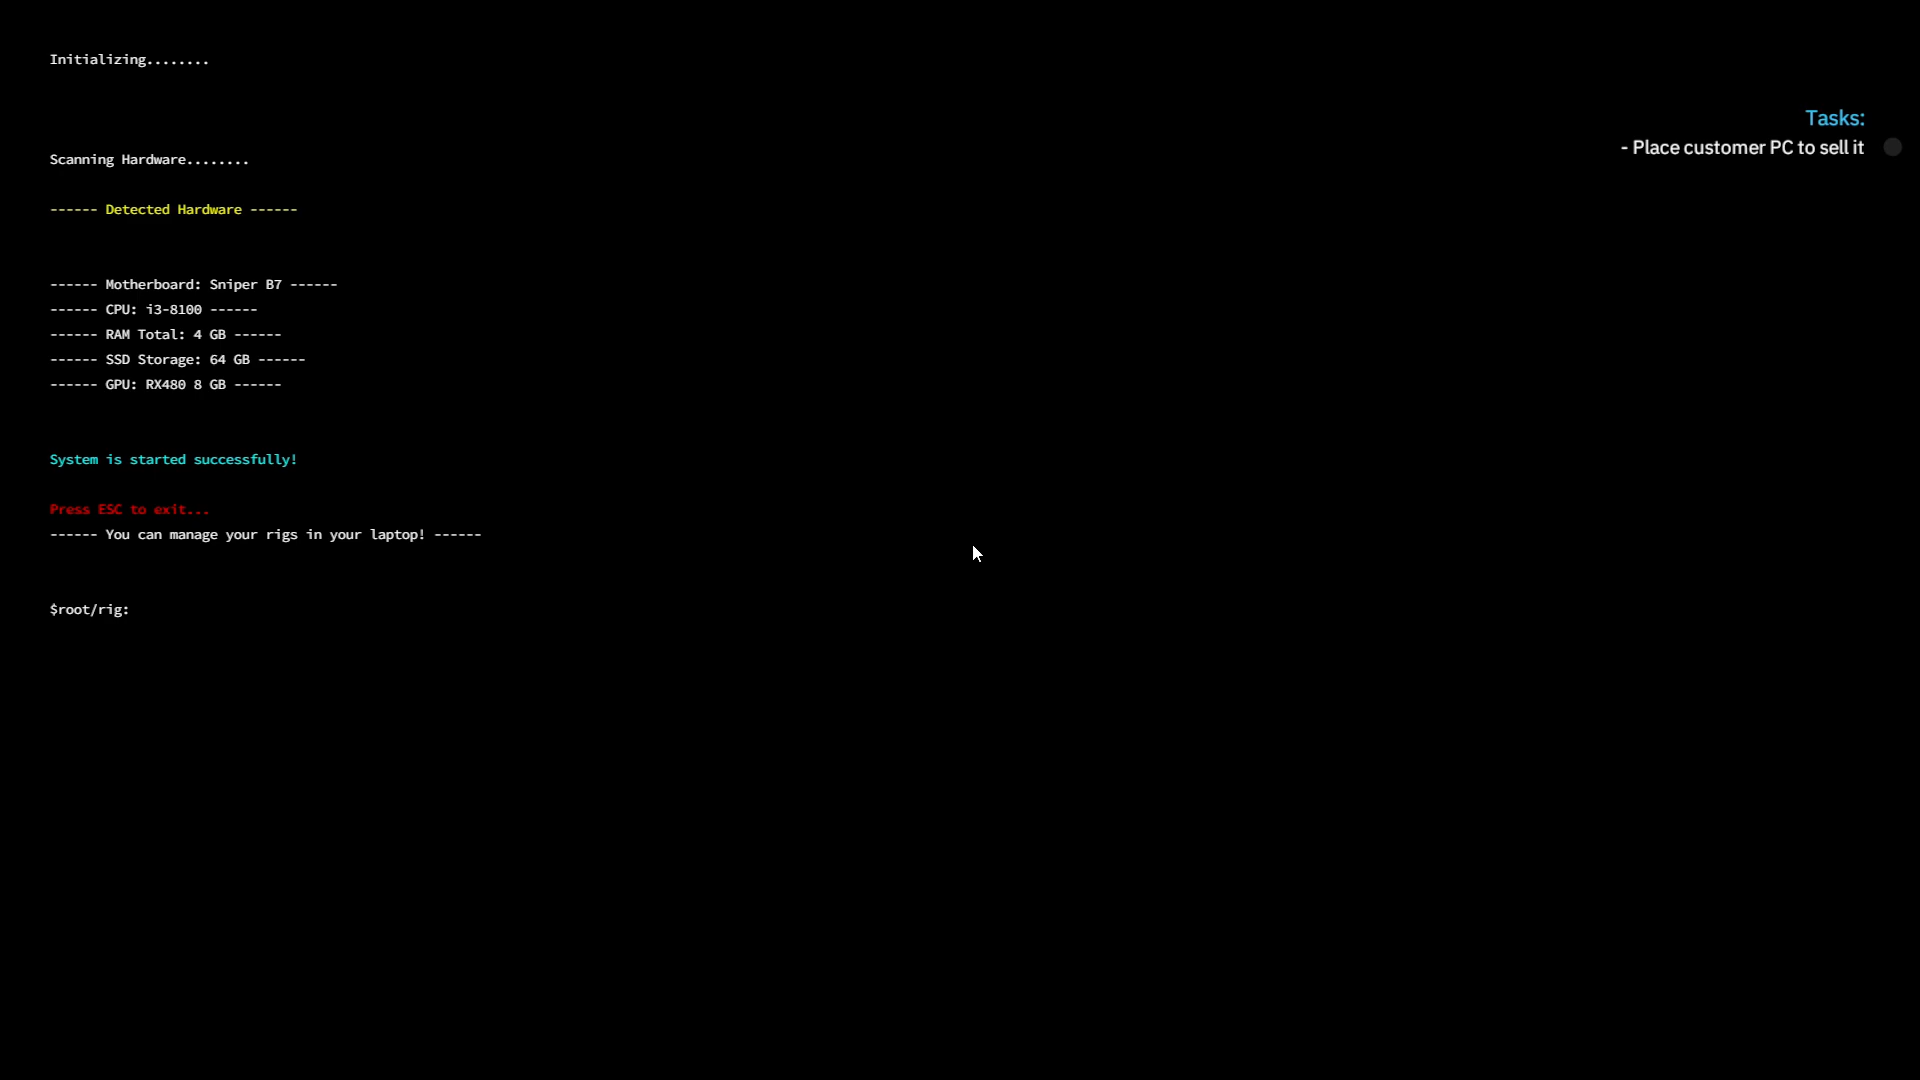 Initializing........
Tasks:
- Place customer PC to sell it
Scanning Hardware........
------ Detected Hardware ------
------ Motherboard: Sniper B7 ------
------ CPU: i3-8100 ------
------ RAM Total: 4 GB ------
------ SSD Storage: 64 GB ------
------ GPU: RX480 8 GB ------
System is started successfully!
Press ESC to exit...
------ You can manage your rigs in your laptop! ------
$root/rig: